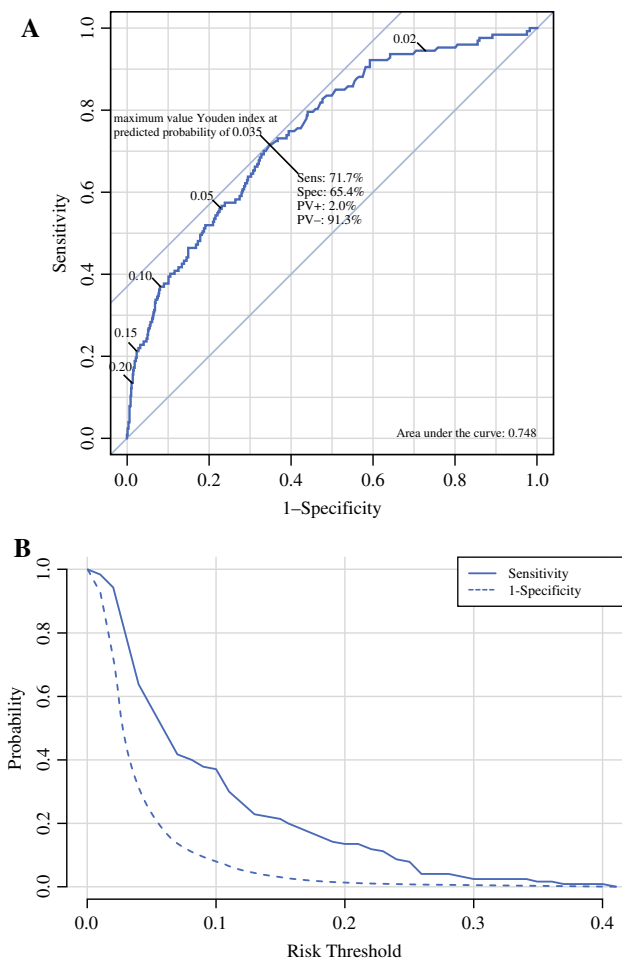 A
1.0
0.8
0.6
0.4
0.2
0.0
Sensitivity
0.02
maximum value Youden index at
predicted probability of 0.035
Sens: 71.7%
Spec: 65.4%
PV+: 2.0%
PV–: 91.3%
0.05
0.10
0.15
0.20
Area under the curve: 0.748
0.0 0.2 0.4 0.6 0.8 1.0
1–Specificity
B
1.0
0.8
0.6
0.4
0.2
0.0
Probability
Sensitivity
1-Specificity
0.0 0.1 0.2 0.3 0.4
Risk Threshold